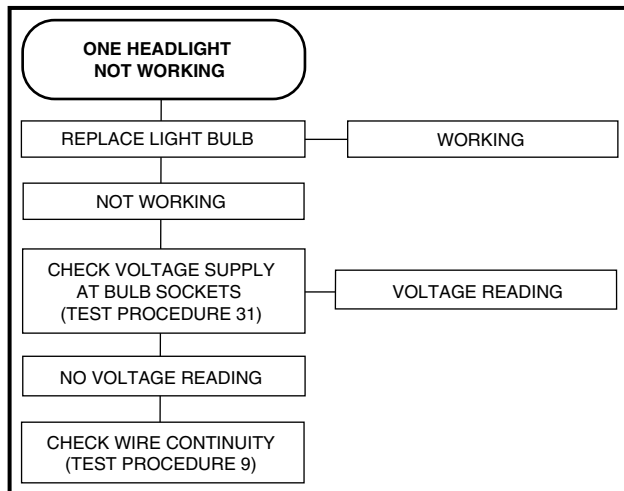 ONE HEADLIGHT
NOT WORKING
REPLACE LIGHT BULB
WORKING
NOT WORKING
CHECK VOLTAGE SUPPLY
AT BULB SOCKETS
(TEST PROCEDURE 31)
VOLTAGE READING
NO VOLTAGE READING
CHECK WIRE CONTINUITY
(TEST PROCEDURE 9)